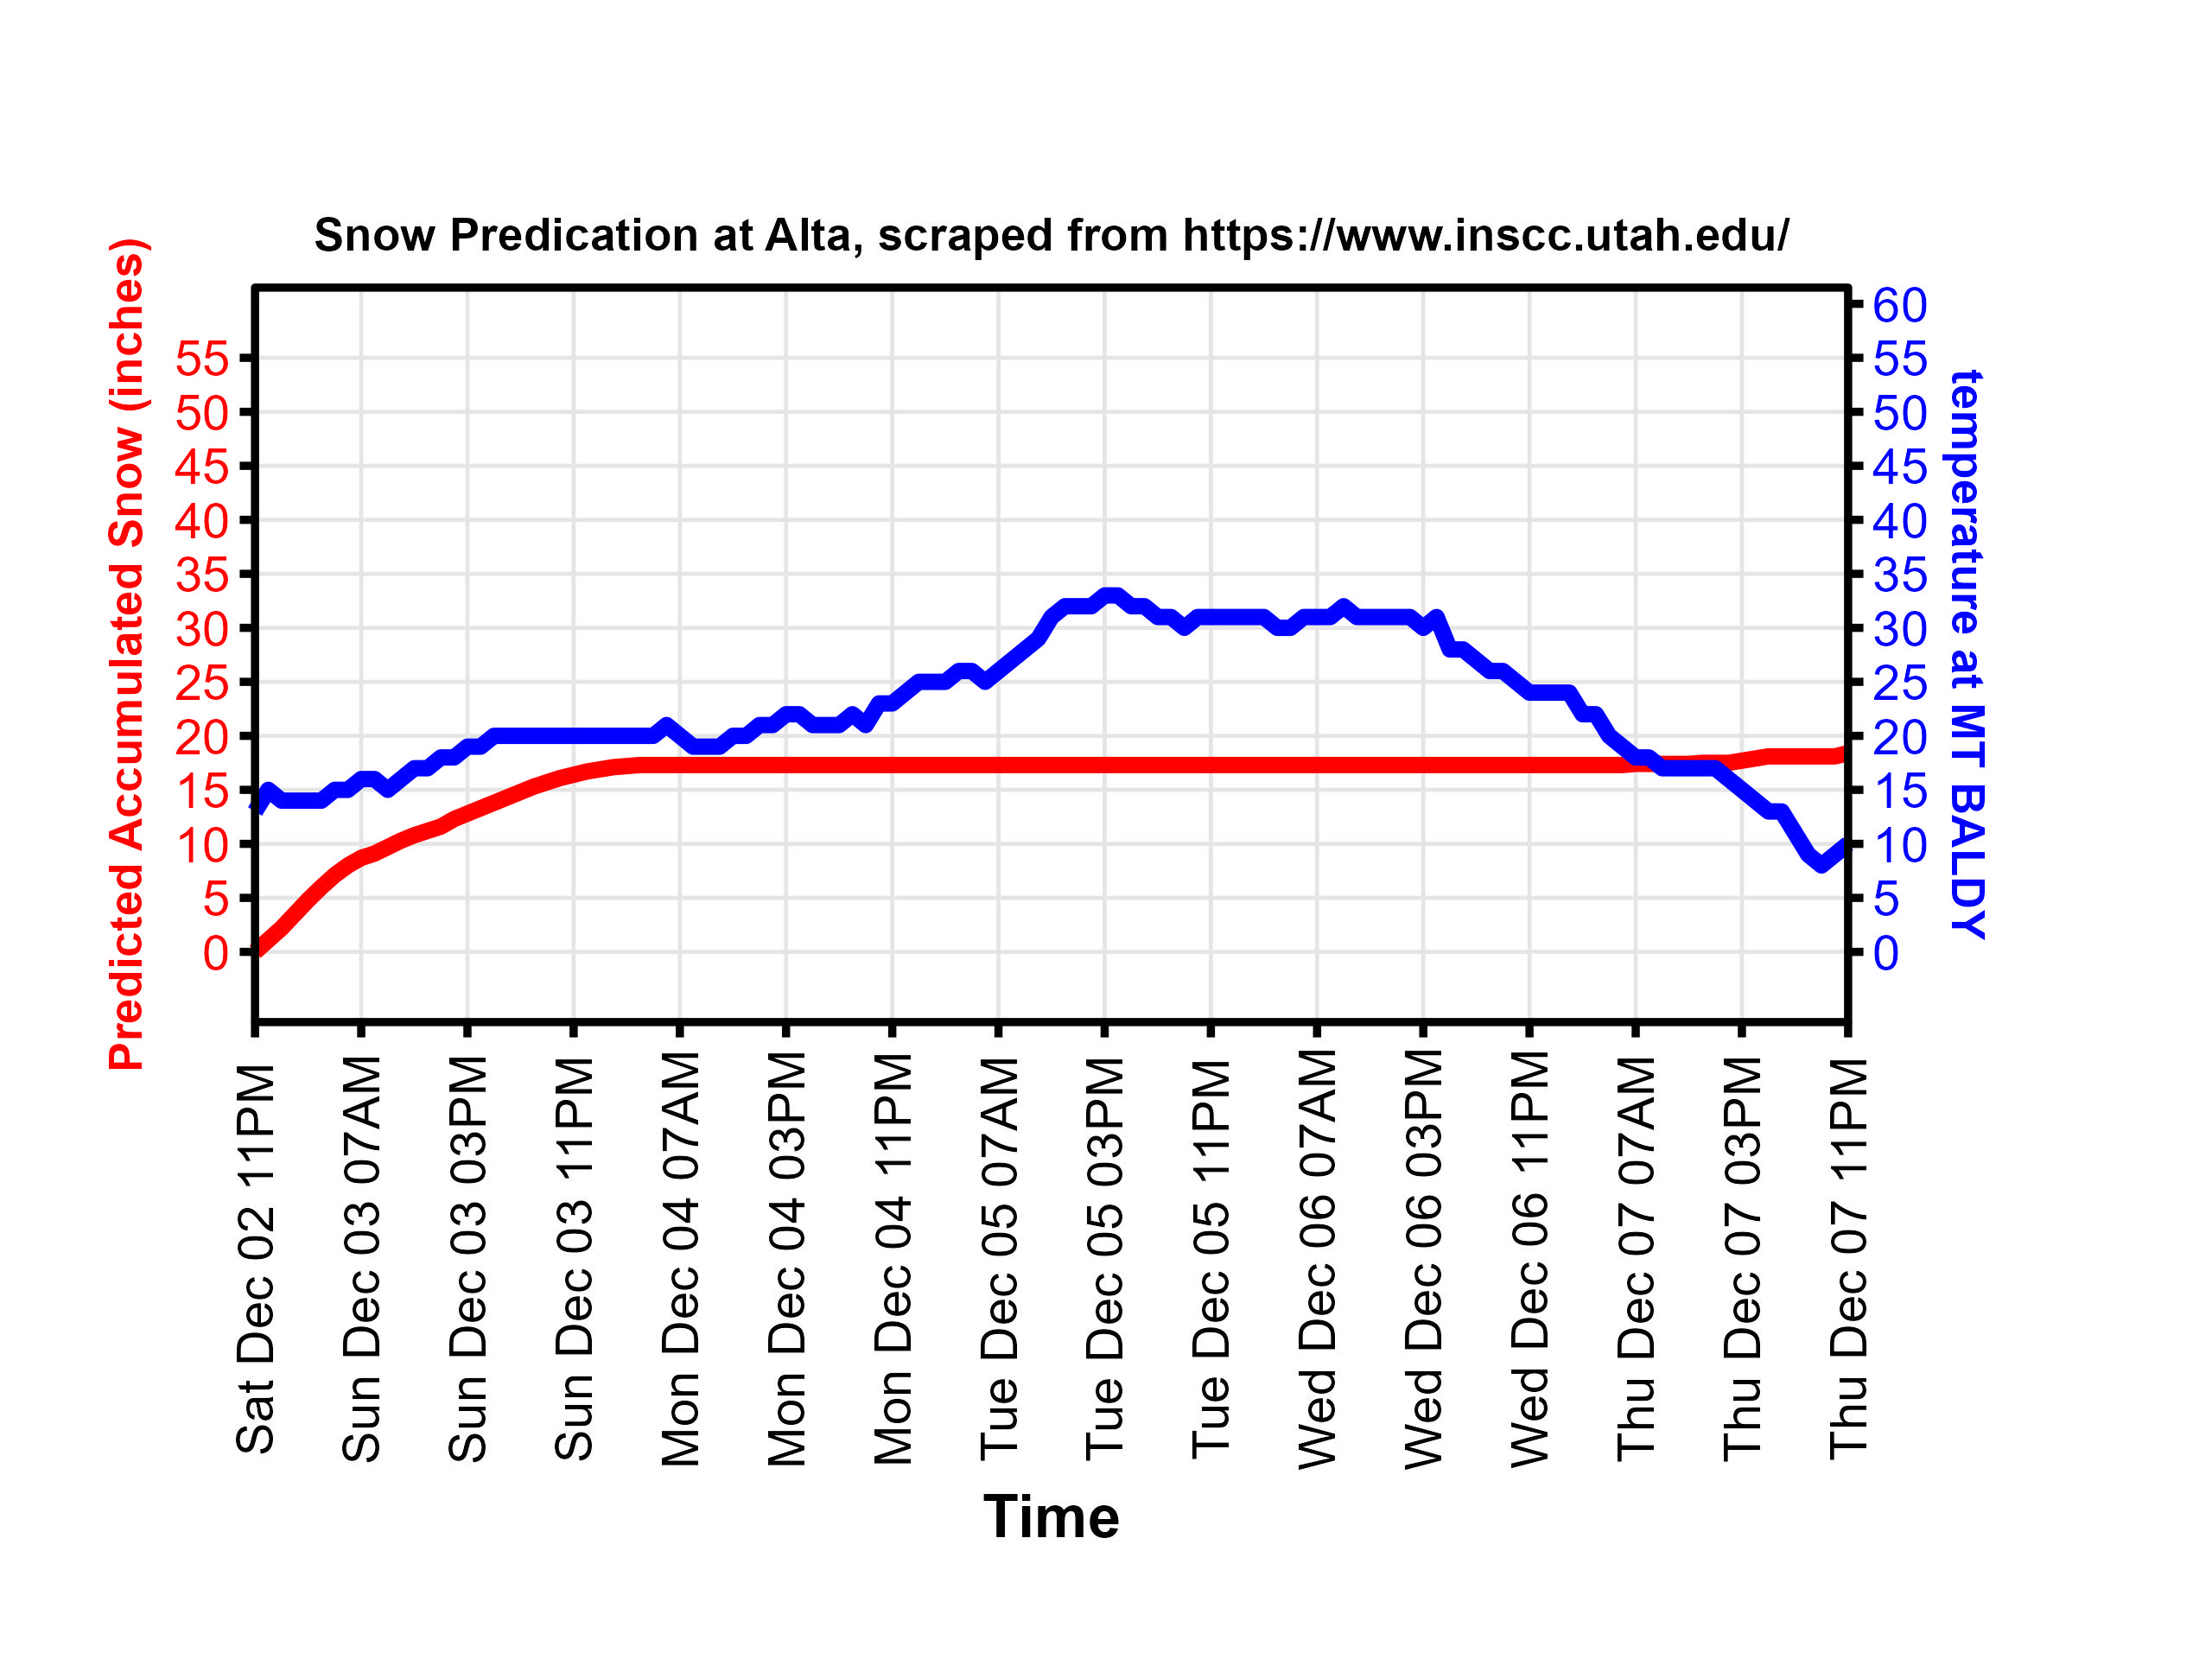 Snow Predication at Alta, scraped from https://www.inscc.utah.edu/
Predicted Accumulated Snow (inches)
55
50
45
40
35
30
25
20
15
10
5
0
60
55
50
45
40
35
30
25
20
15
10
5
0
temperature at MT BALDY
Sat Dec 02 11PM
Sun Dec 03 07AM
Sun Dec 03 03PM
Sun Dec 03 11PM
Mon Dec 04 07AM
Mon Dec 04 03PM
Mon Dec 04 11PM
Tue Dec 05 07AM
Tue Dec 05 03PM
Tue Dec 05 11PM
Wed Dec 06 07AM
Wed Dec 06 03PM
Wed Dec 06 11PM
Thu Dec 07 07AM
Thu Dec 07 03PM
Thu Dec 07 11PM
Time